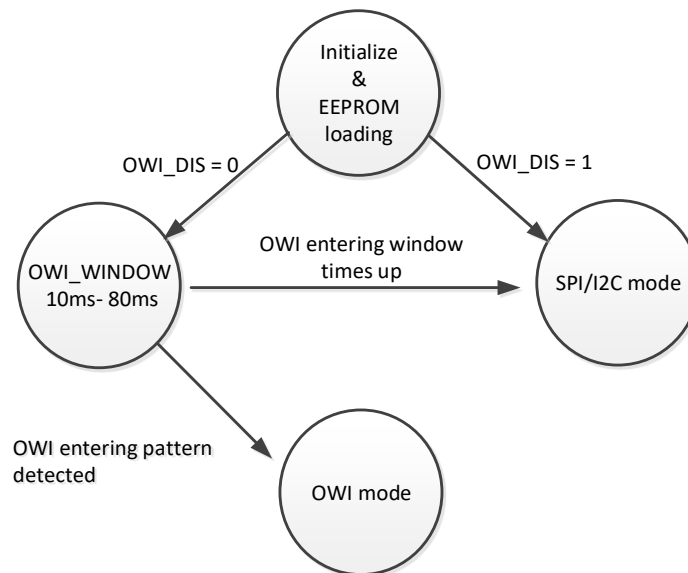 Initialize
&
EEPROM
loading
OWI_DIS = 0
OWI_DIS = 1
OWI entering window
times up
OWI_WINDOW
10ms- 80ms
SPI/I2C mode
OWI entering pattern
detected
OWI mode